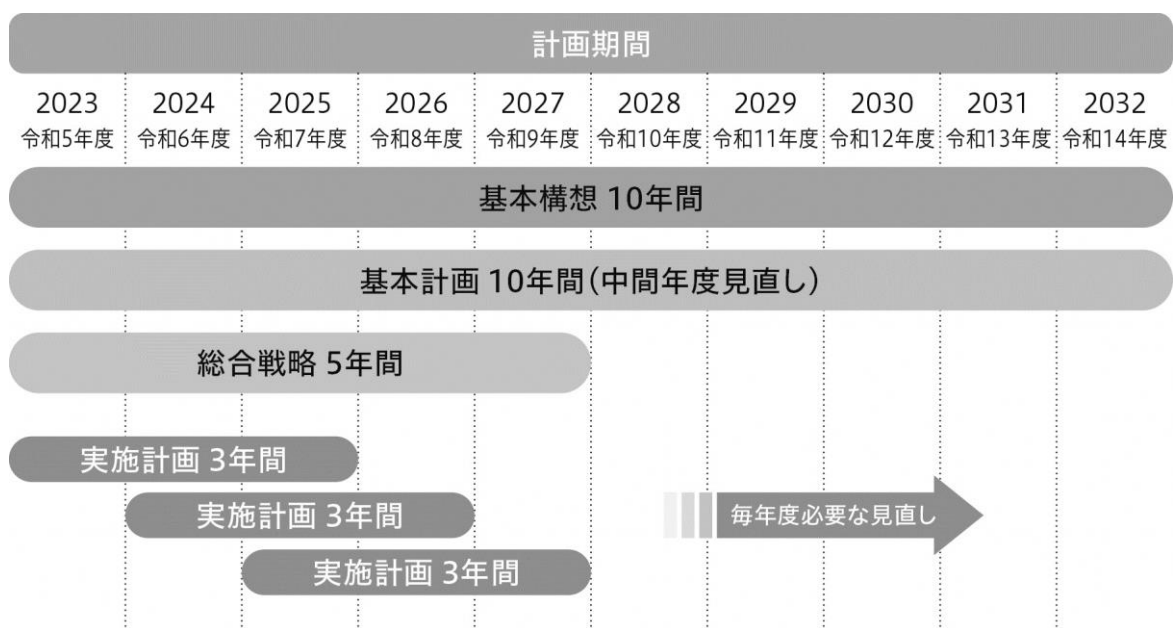 計画期間
2023 2024 2025 2026 2027 2028 2029 2030 2031 2032
令和5年度 令和6年度 令和7年度 令和8年度 令和9年度 令和10年度 令和11年度 令和12年度 令和13年度 令和14年度
基本構想 10年間
基本計画 10年間(中間年度見直し)
総合戦略 5年間
実施計画 3年間
実施計画 3年間
毎年度必要な見直し
実施計画 3年間